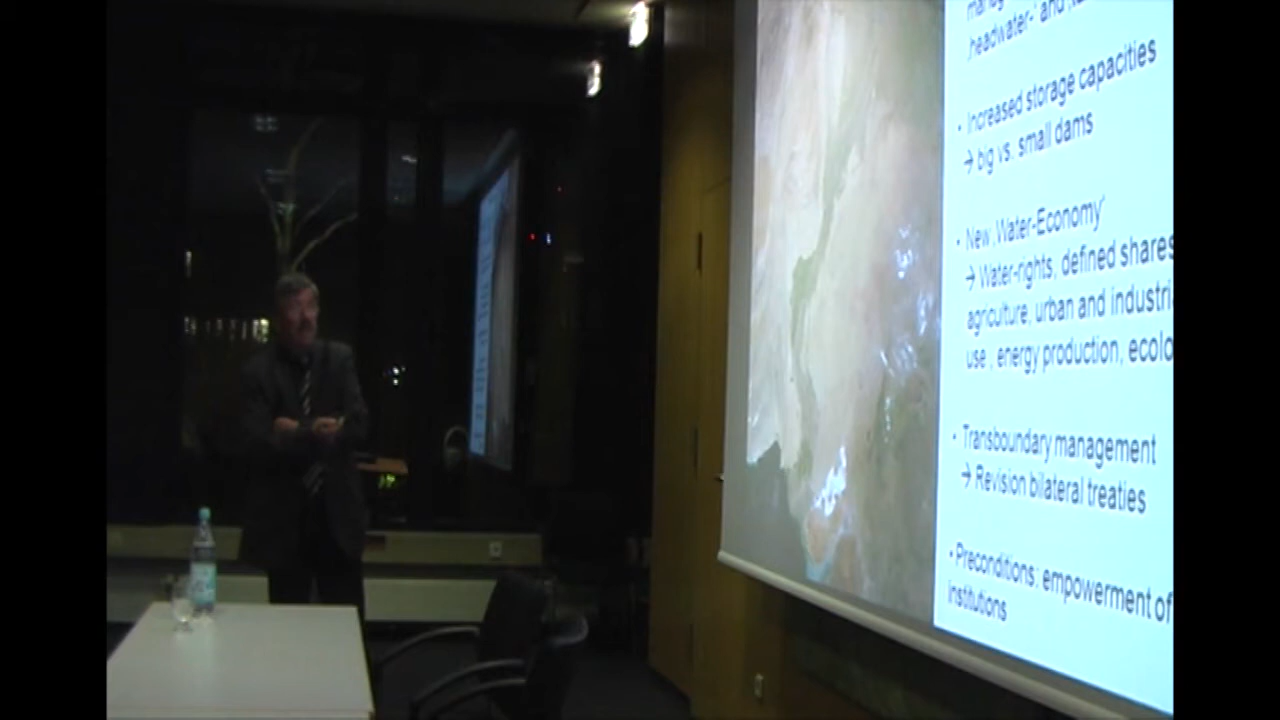 ‚headwater-' and
• Increased storage capacities
→ big vs. small dams
• New ‚Water-Economy'
→ Water-rights, defined shares
agriculture, urban and industri
use , energy production, ecolo
• Transboundary management
→ Revision bilateral treaties
• Preconditions: empowerment of
institutions